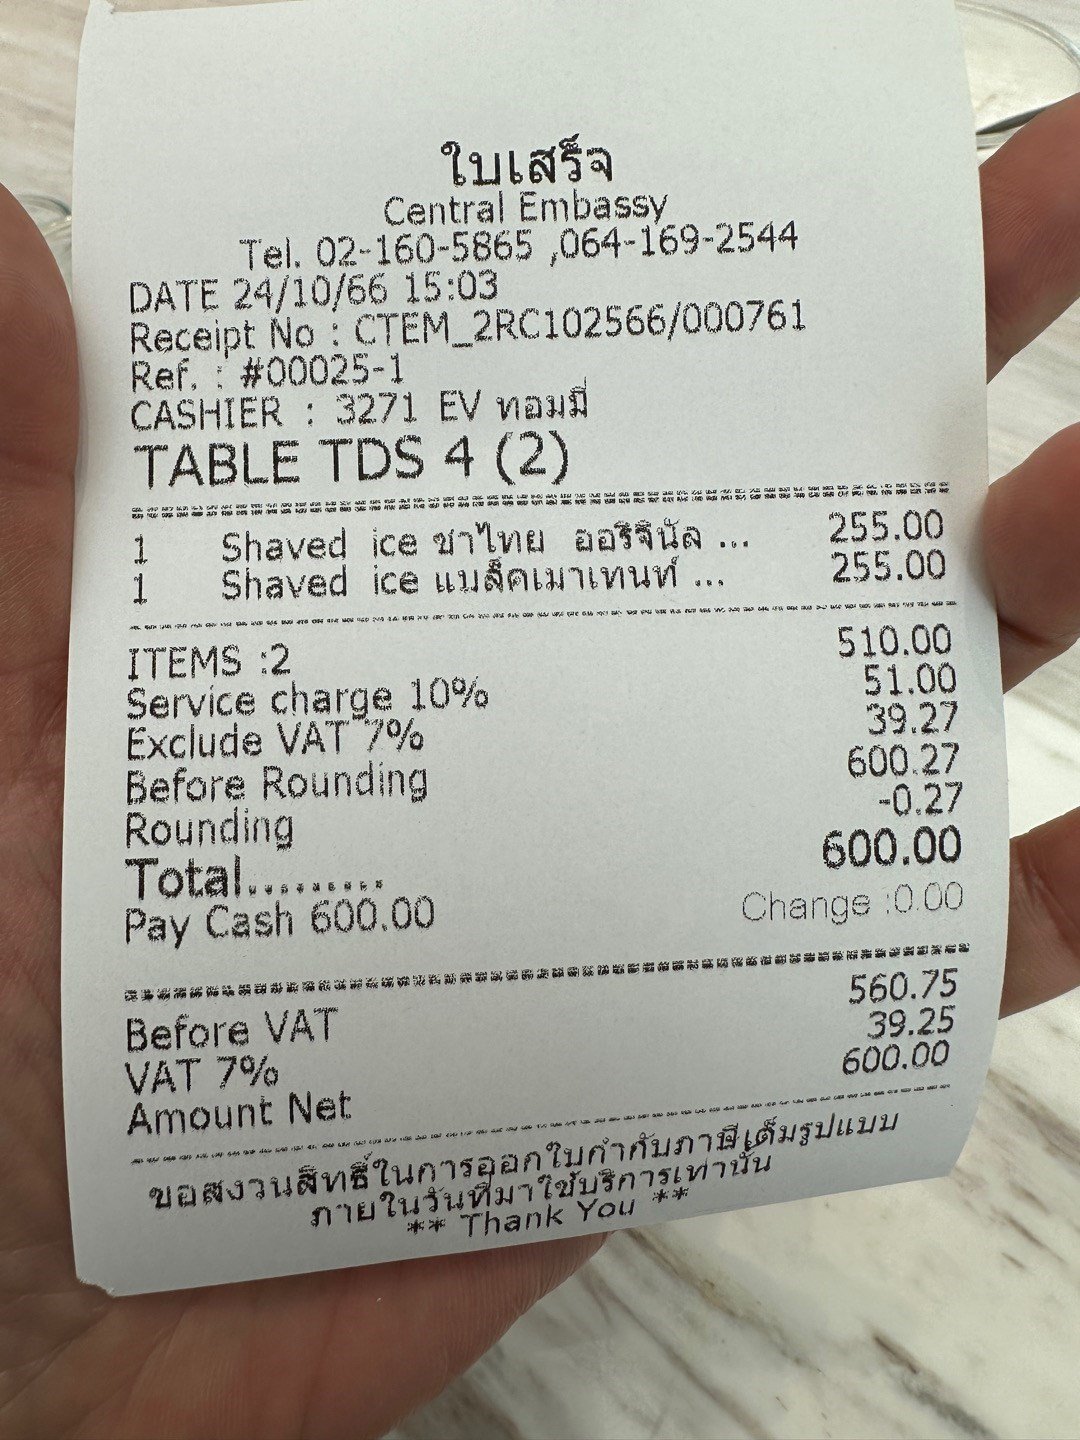 ใบเสร็จ
Central Embassy
Tel. 02-160-5865 ,064-169-2544
DATE 24/10/66 15:03
Receipt No : CTEM_2RC102566/000761
Ref. : #00025-1
CASHIER : 3271 EV ทอมมี่
TABLE TDS 4 (2)
1 Shaved ice ชาไทย ออริจินัล ... 255.00
1 Shaved ice แบล็คเมาเทนท์ ... 255.00
ITEMS :2 510.00
Service charge 10% 51.00
Exclude VAT 7% 39.27
Before Rounding 600.27
Rounding -0.27
Total......... 600.00
Pay Cash 600.00 Change :0.00
Before VAT 560.75
VAT 7% 39.25
Amount Net 600.00
ขอสงวนสิทธิ์ในการออกใบกำกับภาษีเต็มรูปแบบ
ภายในวันที่มาใช้บริการเท่านั้น
** Thank You **